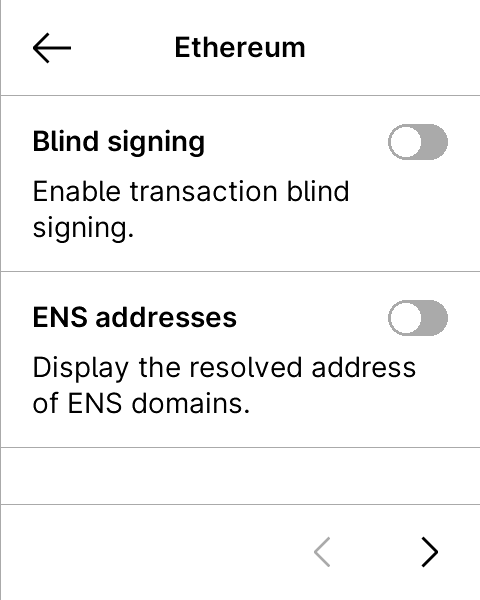 Ethereum
Blind signing
Enable transaction blind
signing.
ENS addresses
Display the resolved address
of ENS domains.